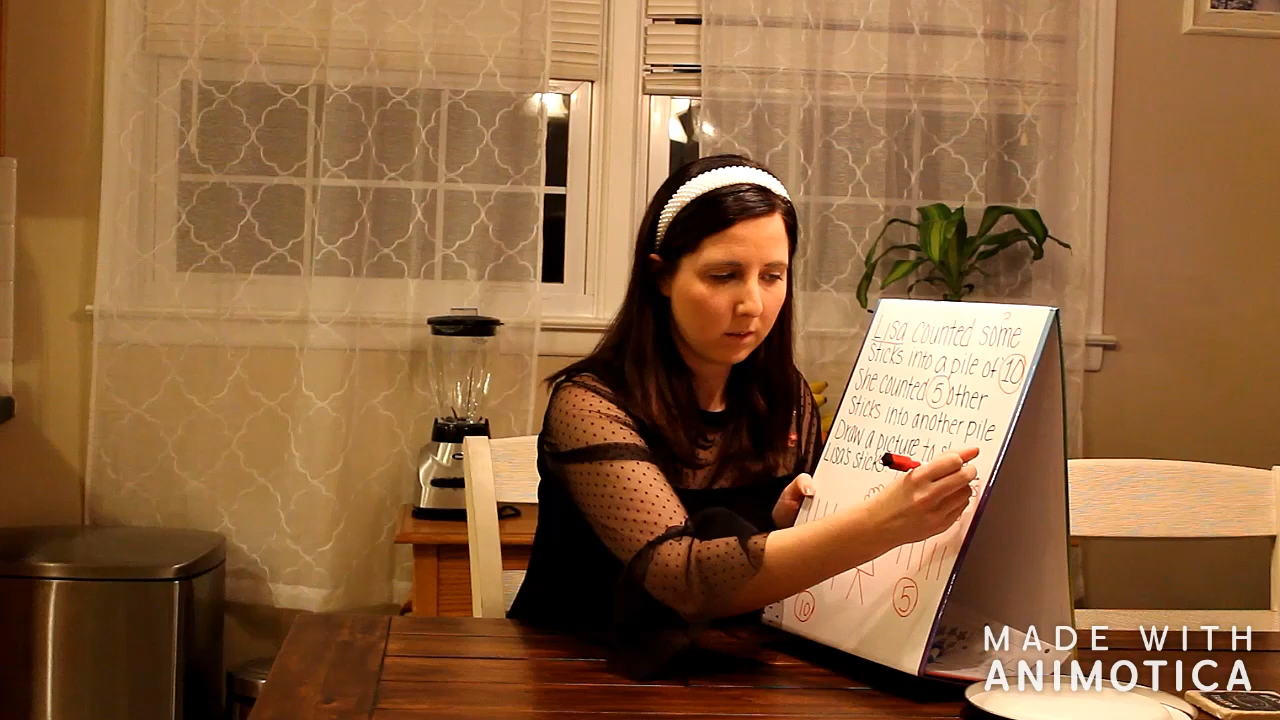 Lisa counted some
sticks into a pile of 10
She counted 5 other
sticks into another pile
Draw a picture to
Lisa's sticks
10
5
MADE WITH
ANIMOTICA